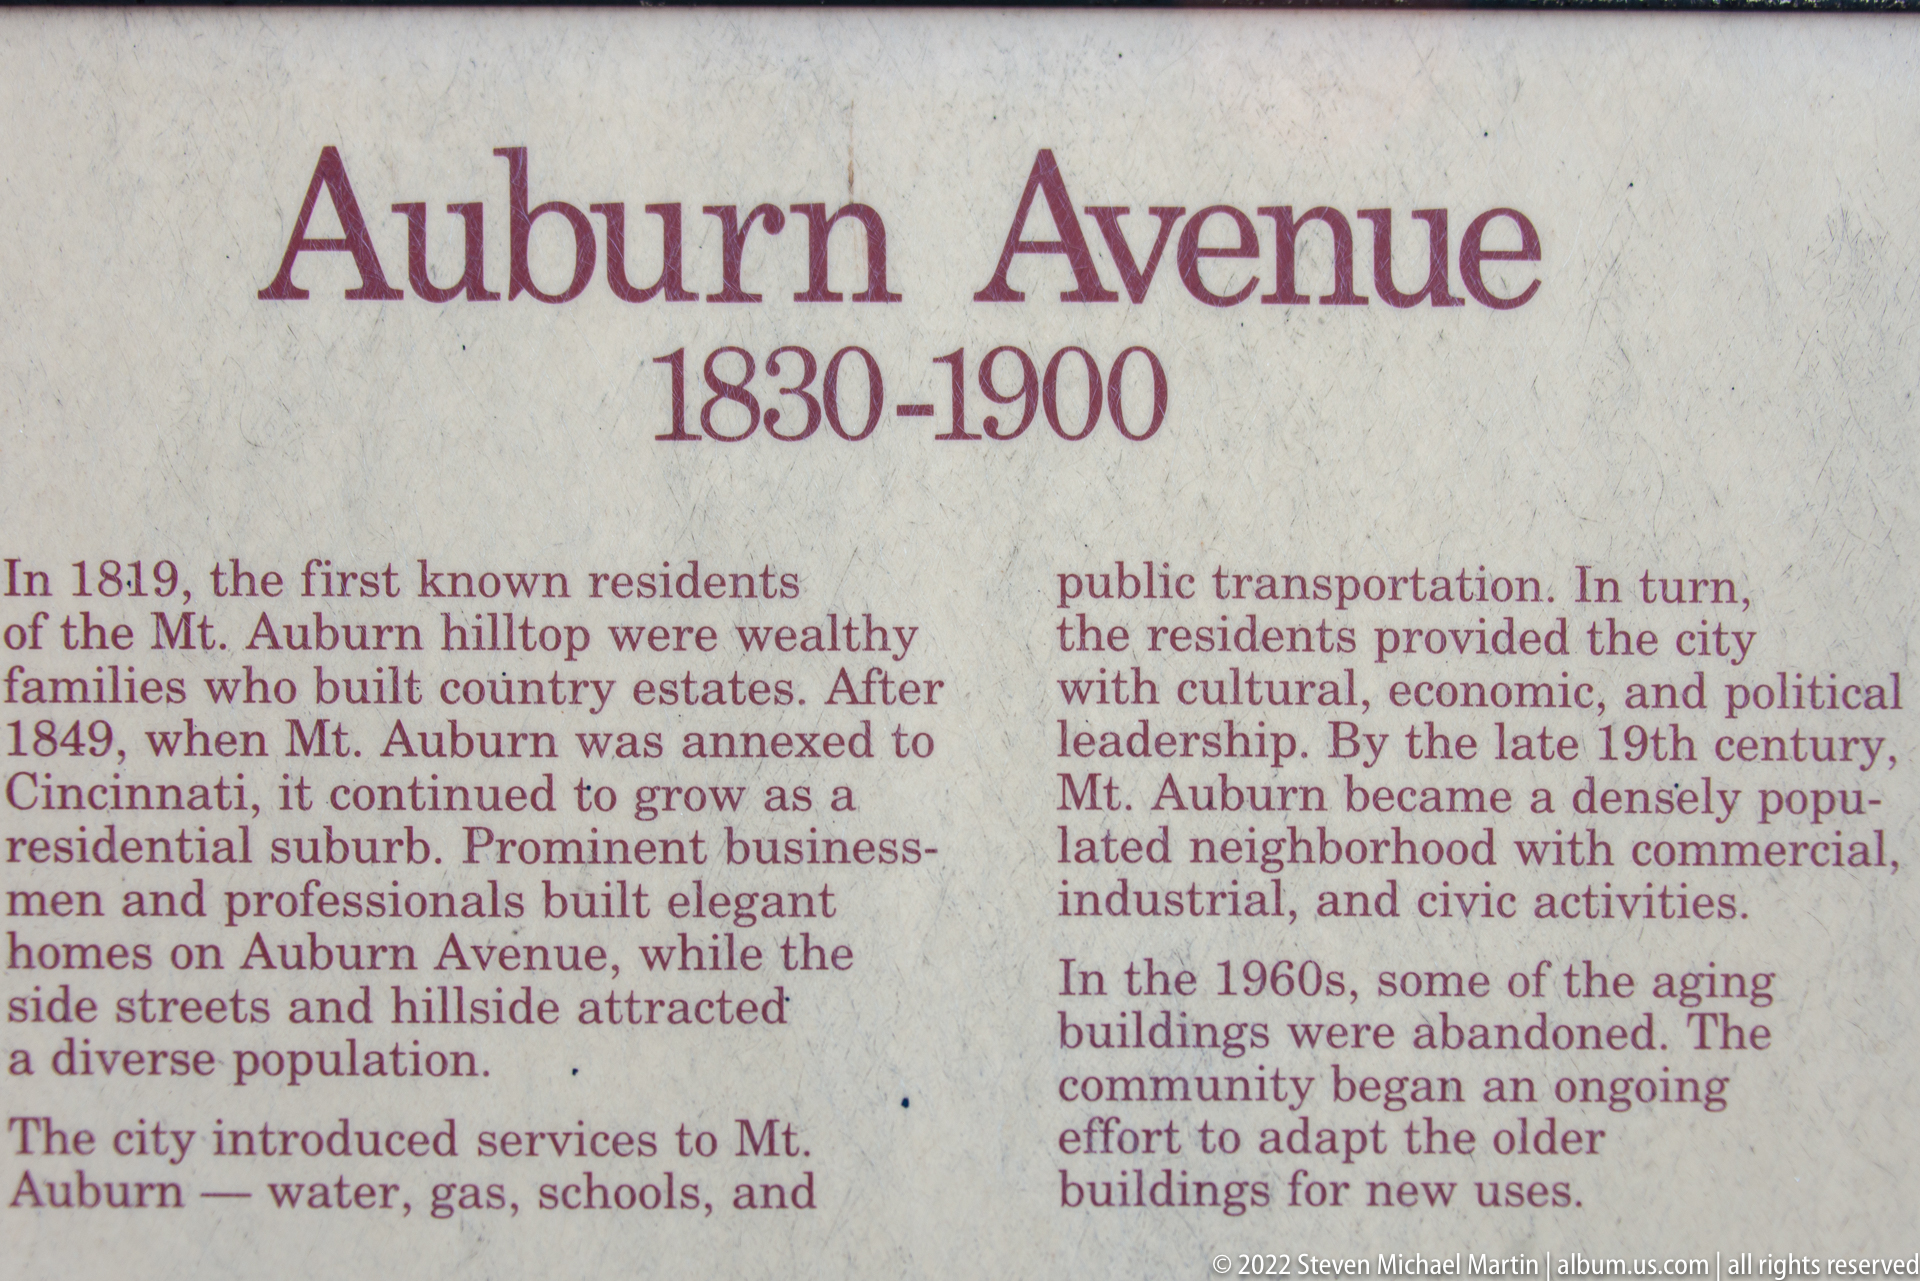 Auburn Avenue
1830-1900
In 1819, the first known residents
of the Mt. Auburn hilltop were wealthy
families who built country estates. After
1849, when Mt. Auburn was annexed to
Cincinnati, it continued to grow as a
residential suburb. Prominent business-
men and professionals built elegant
homes on Auburn Avenue, while the
side streets and hillside attracted
a diverse population.
The city introduced services to Mt.
Auburn — water, gas, schools, and
public transportation. In turn,
the residents provided the city
with cultural, economic, and political
leadership. By the late 19th century,
Mt. Auburn became a densely popu-
lated neighborhood with commercial,
industrial, and civic activities.
In the 1960s, some of the aging
buildings were abandoned. The
community began an ongoing
effort to adapt the older
buildings for new uses.
© 2022 Steven Michael Martin | album.us.com | all rights reserved